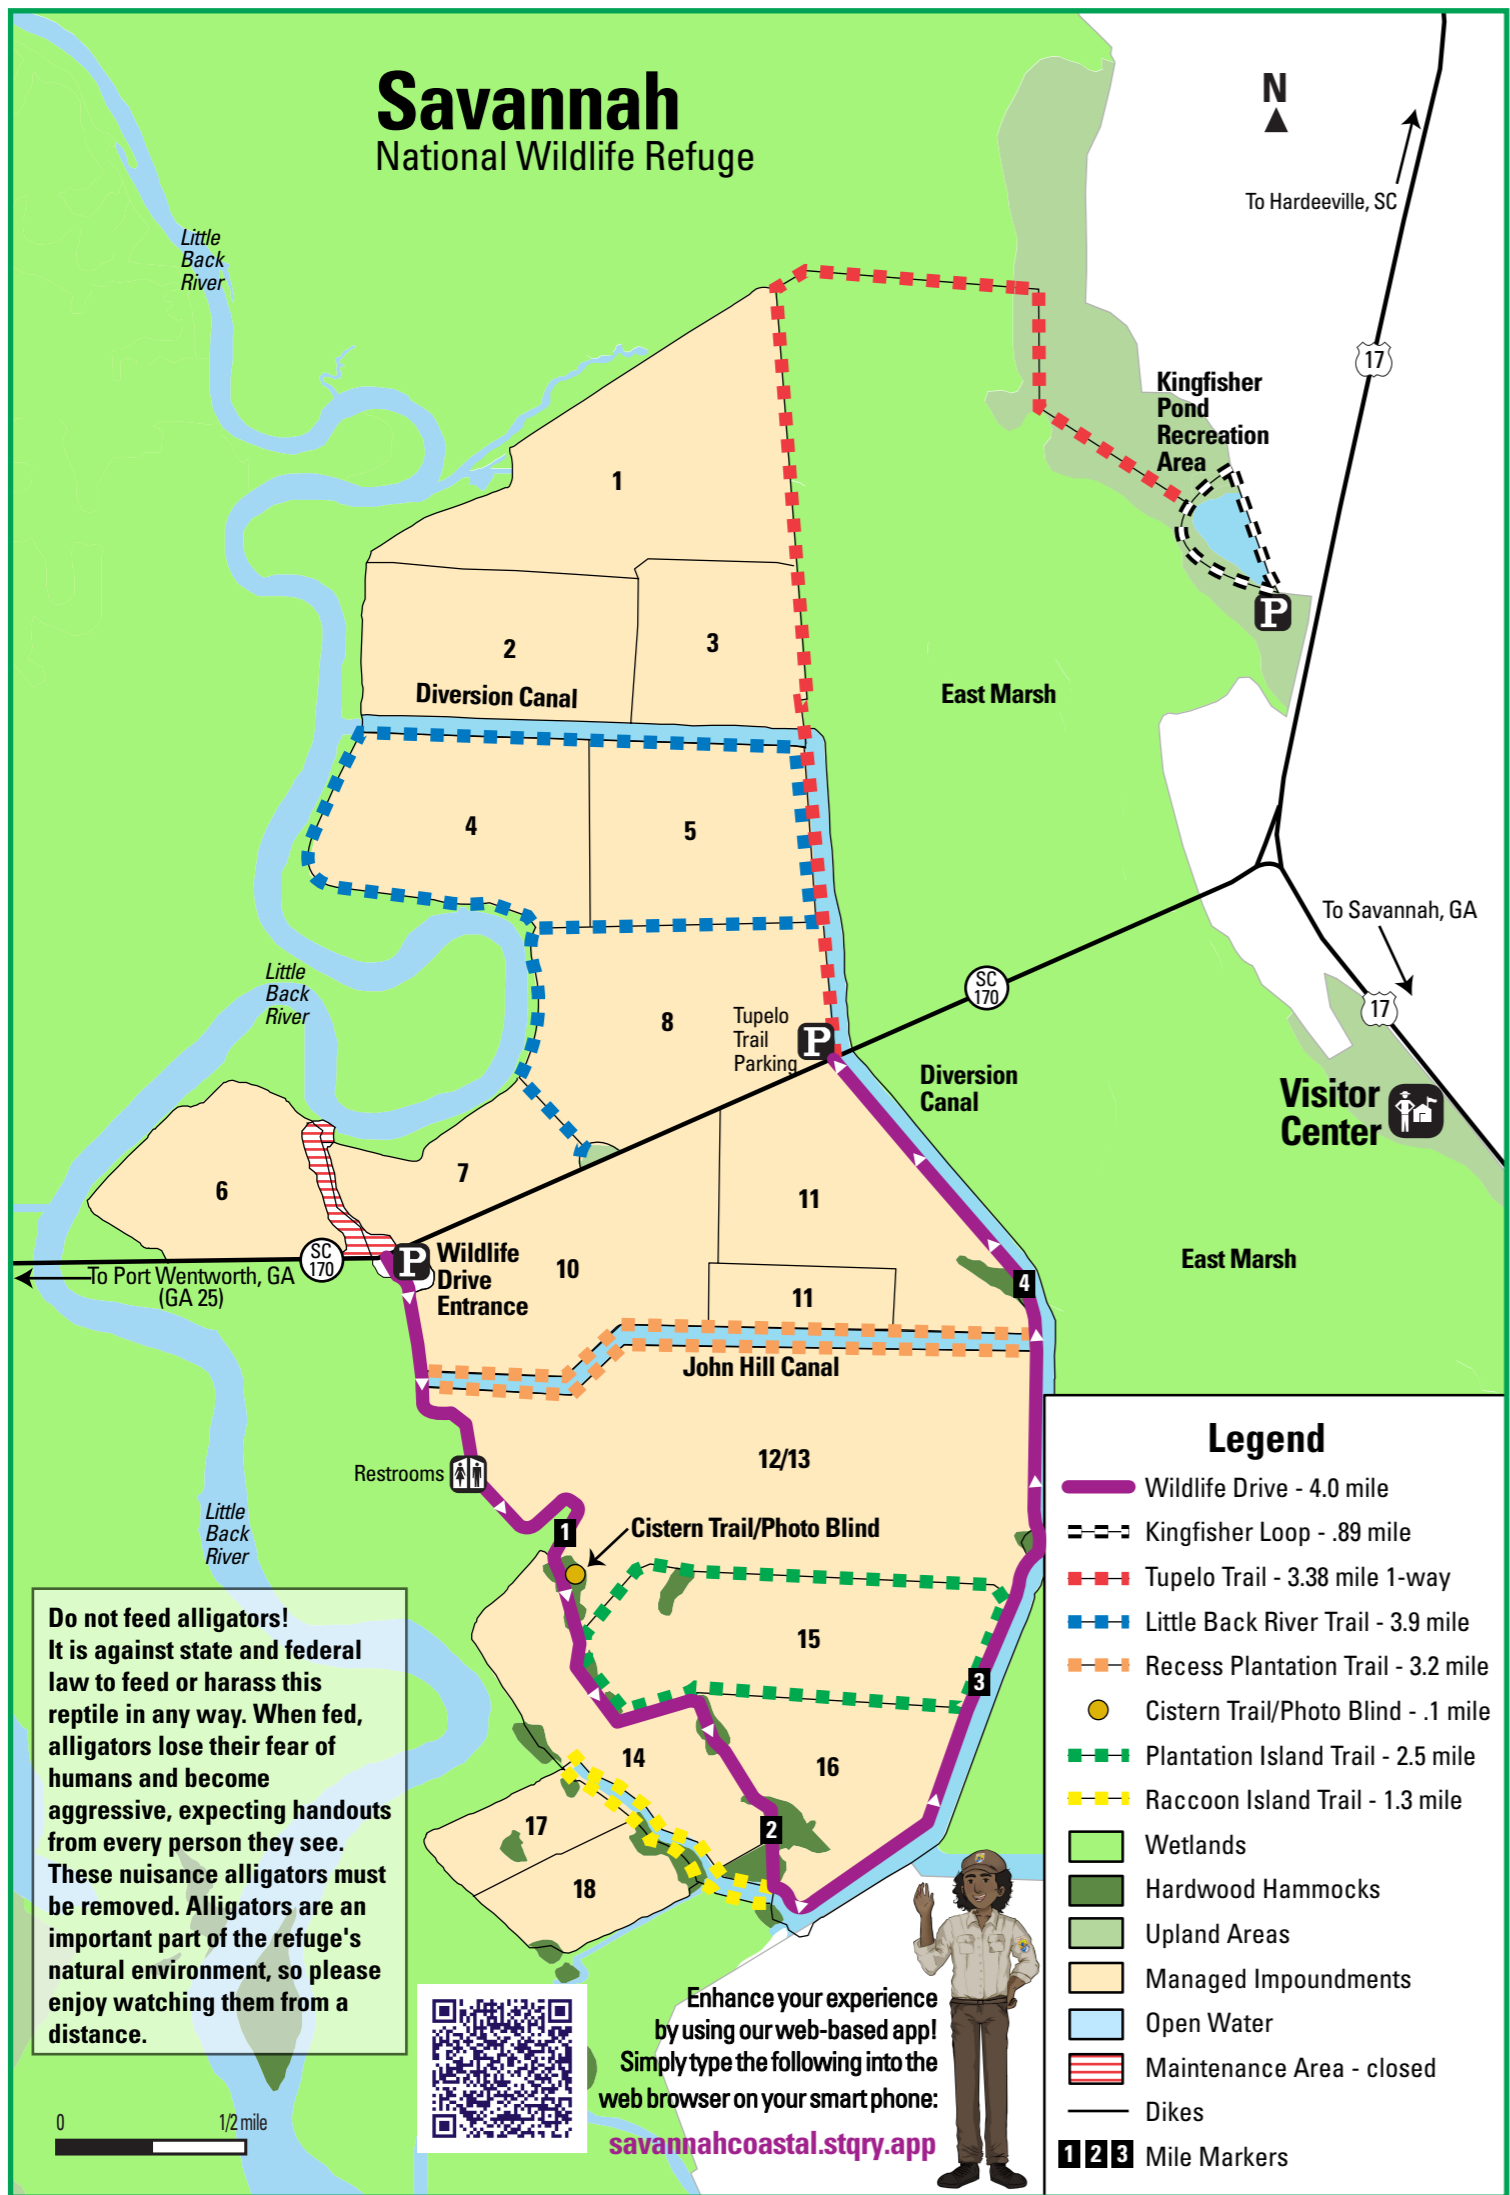 Savannah
National Wildlife Refuge
N
To Hardeeville, SC
Little
Back
River
17
Kingfisher
Pond
Recreation
Area
P
1
2
3
Diversion Canal
East Marsh
4
5
To Savannah, GA
SC
170
17
Little
Back
River
8
Tupelo
Trail
Parking
P
Diversion
Canal
Visitor
Center
7
6
11
SC
170
P
Wildlife
Drive
Entrance
10
11
4
East Marsh
To Port Wentworth, GA
(GA 25)
John Hill Canal
12/13
Restrooms
Little
Back
River
1
Cistern Trail/Photo Blind
15
3
14
16
2
17
18
Do not feed alligators!
It is against state and federal
law to feed or harass this
reptile in any way. When fed,
alligators lose their fear of
humans and become
aggressive, expecting handouts
from every person they see.
These nuisance alligators must
be removed. Alligators are an
important part of the refuge's
natural environment, so please
enjoy watching them from a
distance.
0 1/2 mile
Enhance your experience
by using our web-based app!
Simply type the following into the
web browser on your smart phone:
savannahcoastal.stqry.app
Legend
Wildlife Drive - 4.0 mile
Kingfisher Loop - .89 mile
Tupelo Trail - 3.38 mile 1-way
Little Back River Trail - 3.9 mile
Recess Plantation Trail - 3.2 mile
Cistern Trail/Photo Blind - .1 mile
Plantation Island Trail - 2.5 mile
Raccoon Island Trail - 1.3 mile
Wetlands
Hardwood Hammocks
Upland Areas
Managed Impoundments
Open Water
Maintenance Area - closed
Dikes
1 2 3 Mile Markers